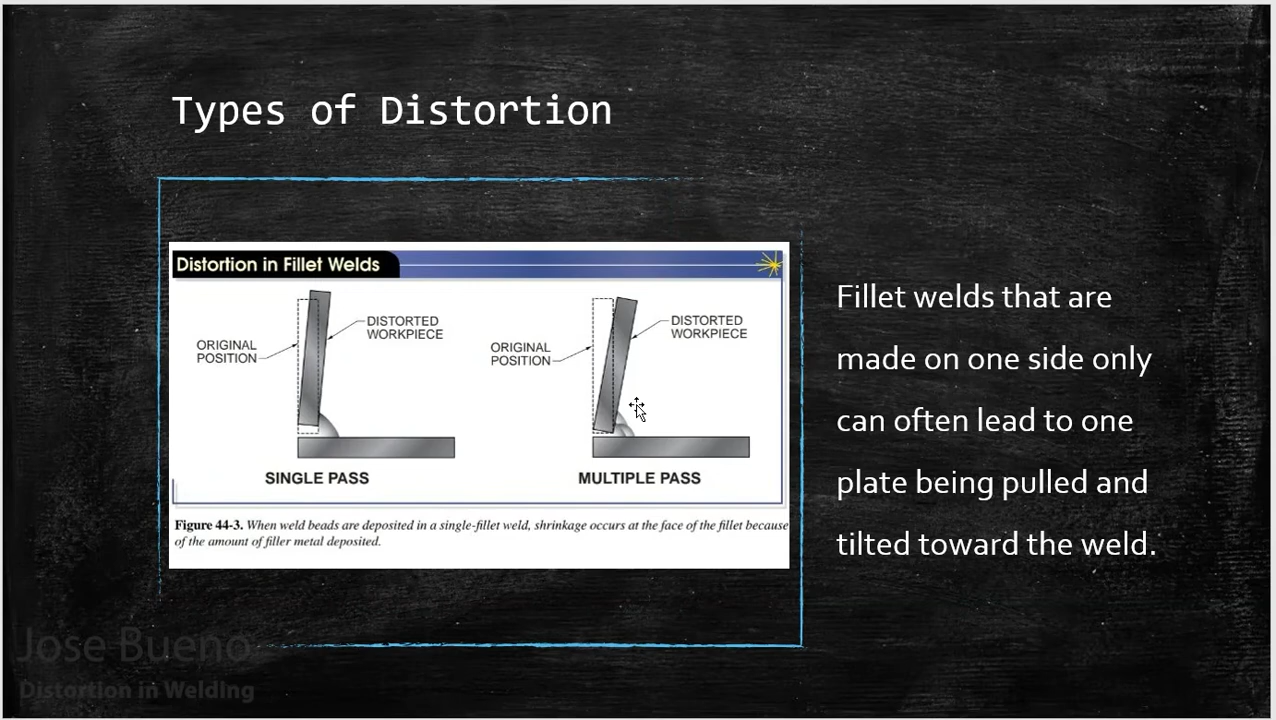 Types of Distortion
Distortion in Fillet Welds
ORIGINAL
POSITION
DISTORTED
WORKPIECE
SINGLE PASS
ORIGINAL
POSITION
DISTORTED
WORKPIECE
MULTIPLE PASS
Figure 44-3. When weld beads are deposited in a single-fillet weld, shrinkage occurs at the face of the fillet because
of the amount of filler metal deposited.
Fillet welds that are
made on one side only
can often lead to one
plate being pulled and
tilted toward the weld.
Jose Bueno
Distortion in Welding